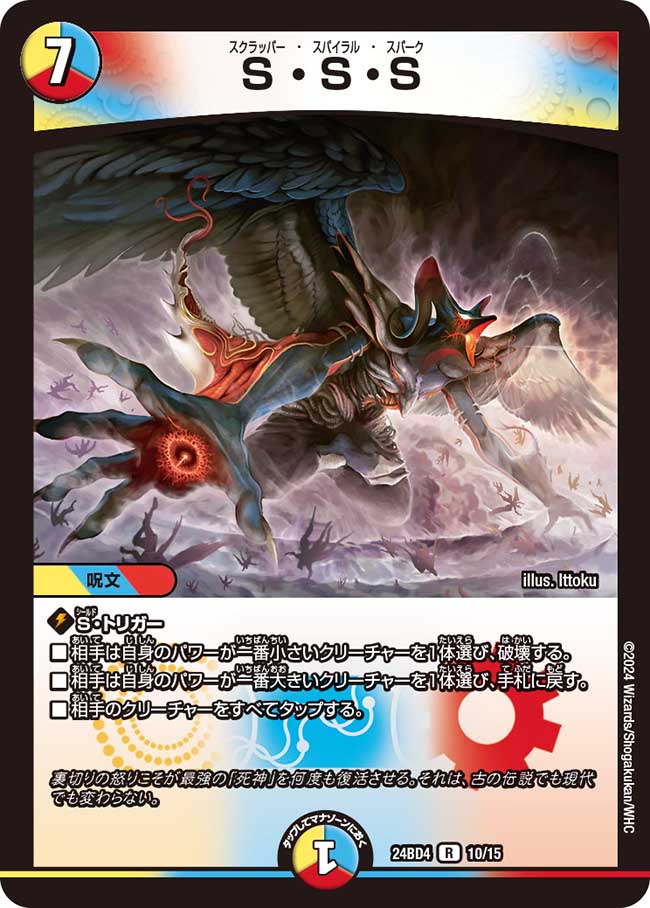 7
スクラッパー ・ スパイラル ・ スパーク
S・S・S
呪文
illus. Ittoku
S・トリガー
■相手は自身のパワーが一番小さいクリーチャーを1体選び、破壊する。
■相手は自身のパワーが一番大きいクリーチャーを1体選び、手札に戻す。
■相手のクリーチャーをすべてタップする。
裏切りの怒りこそが最強の「死神」を何度も復活させる。それは、古の伝説でも現代
でも変わらない。
タップしてマナゾーンにおく
1
24BD4 R 10/15
©2024 Wizards/Shogakukan/WHC